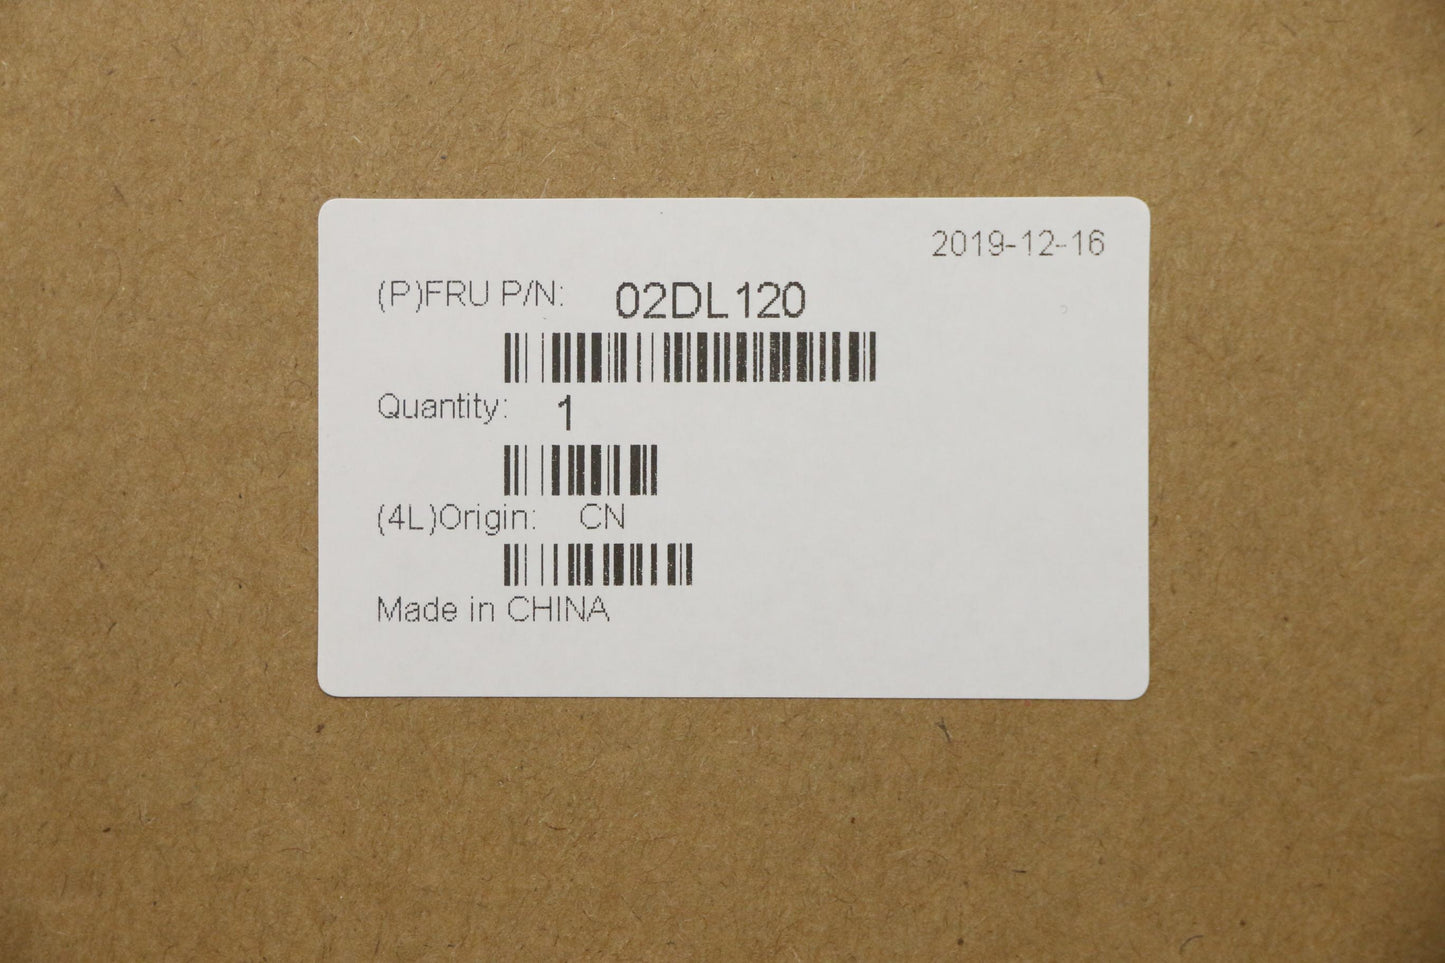 2019-12-16
(P)FRU P/N: 02DL120
Quantity: 1
(4L)Origin: CN
Made in CHINA